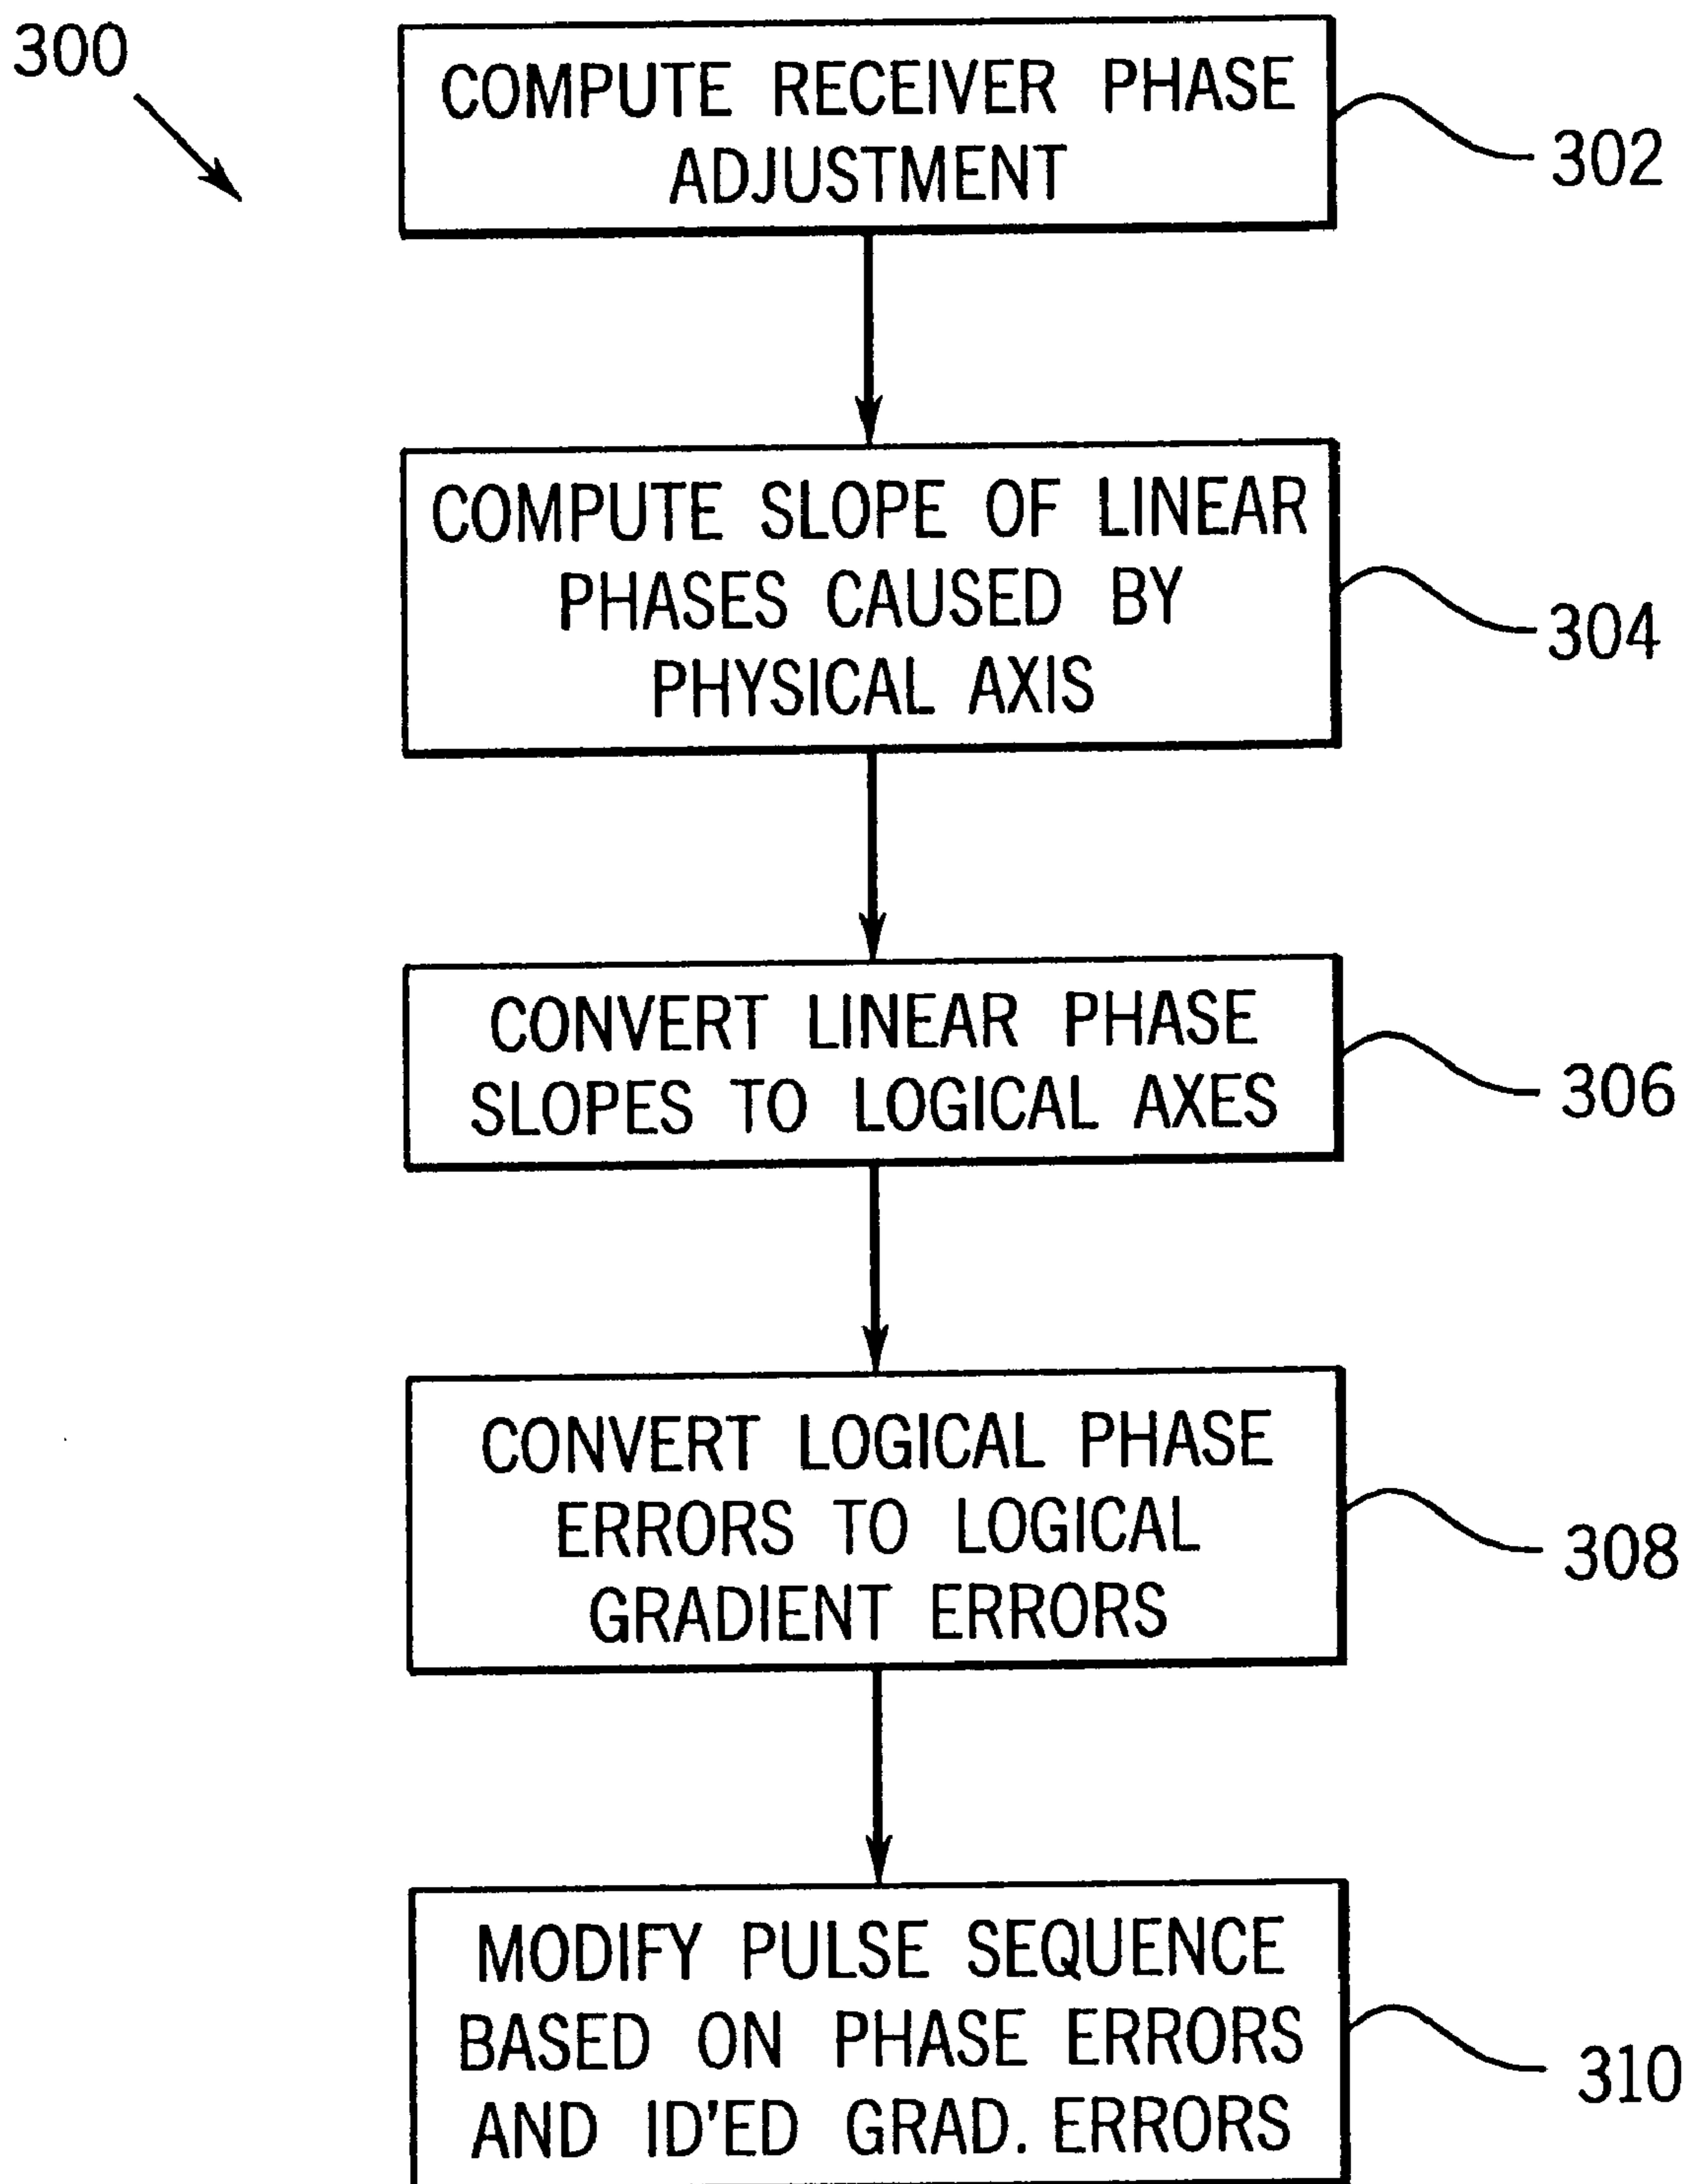 300
COMPUTE RECEIVER PHASE
ADJUSTMENT
302
COMPUTE SLOPE OF LINEAR
PHASES CAUSED BY
PHYSICAL AXIS
304
CONVERT LINEAR PHASE
SLOPES TO LOGICAL AXES
306
CONVERT LOGICAL PHASE
ERRORS TO LOGICAL
GRADIENT ERRORS
308
MODIFY PULSE SEQUENCE
BASED ON PHASE ERRORS
AND ID'ED GRAD. ERRORS
310